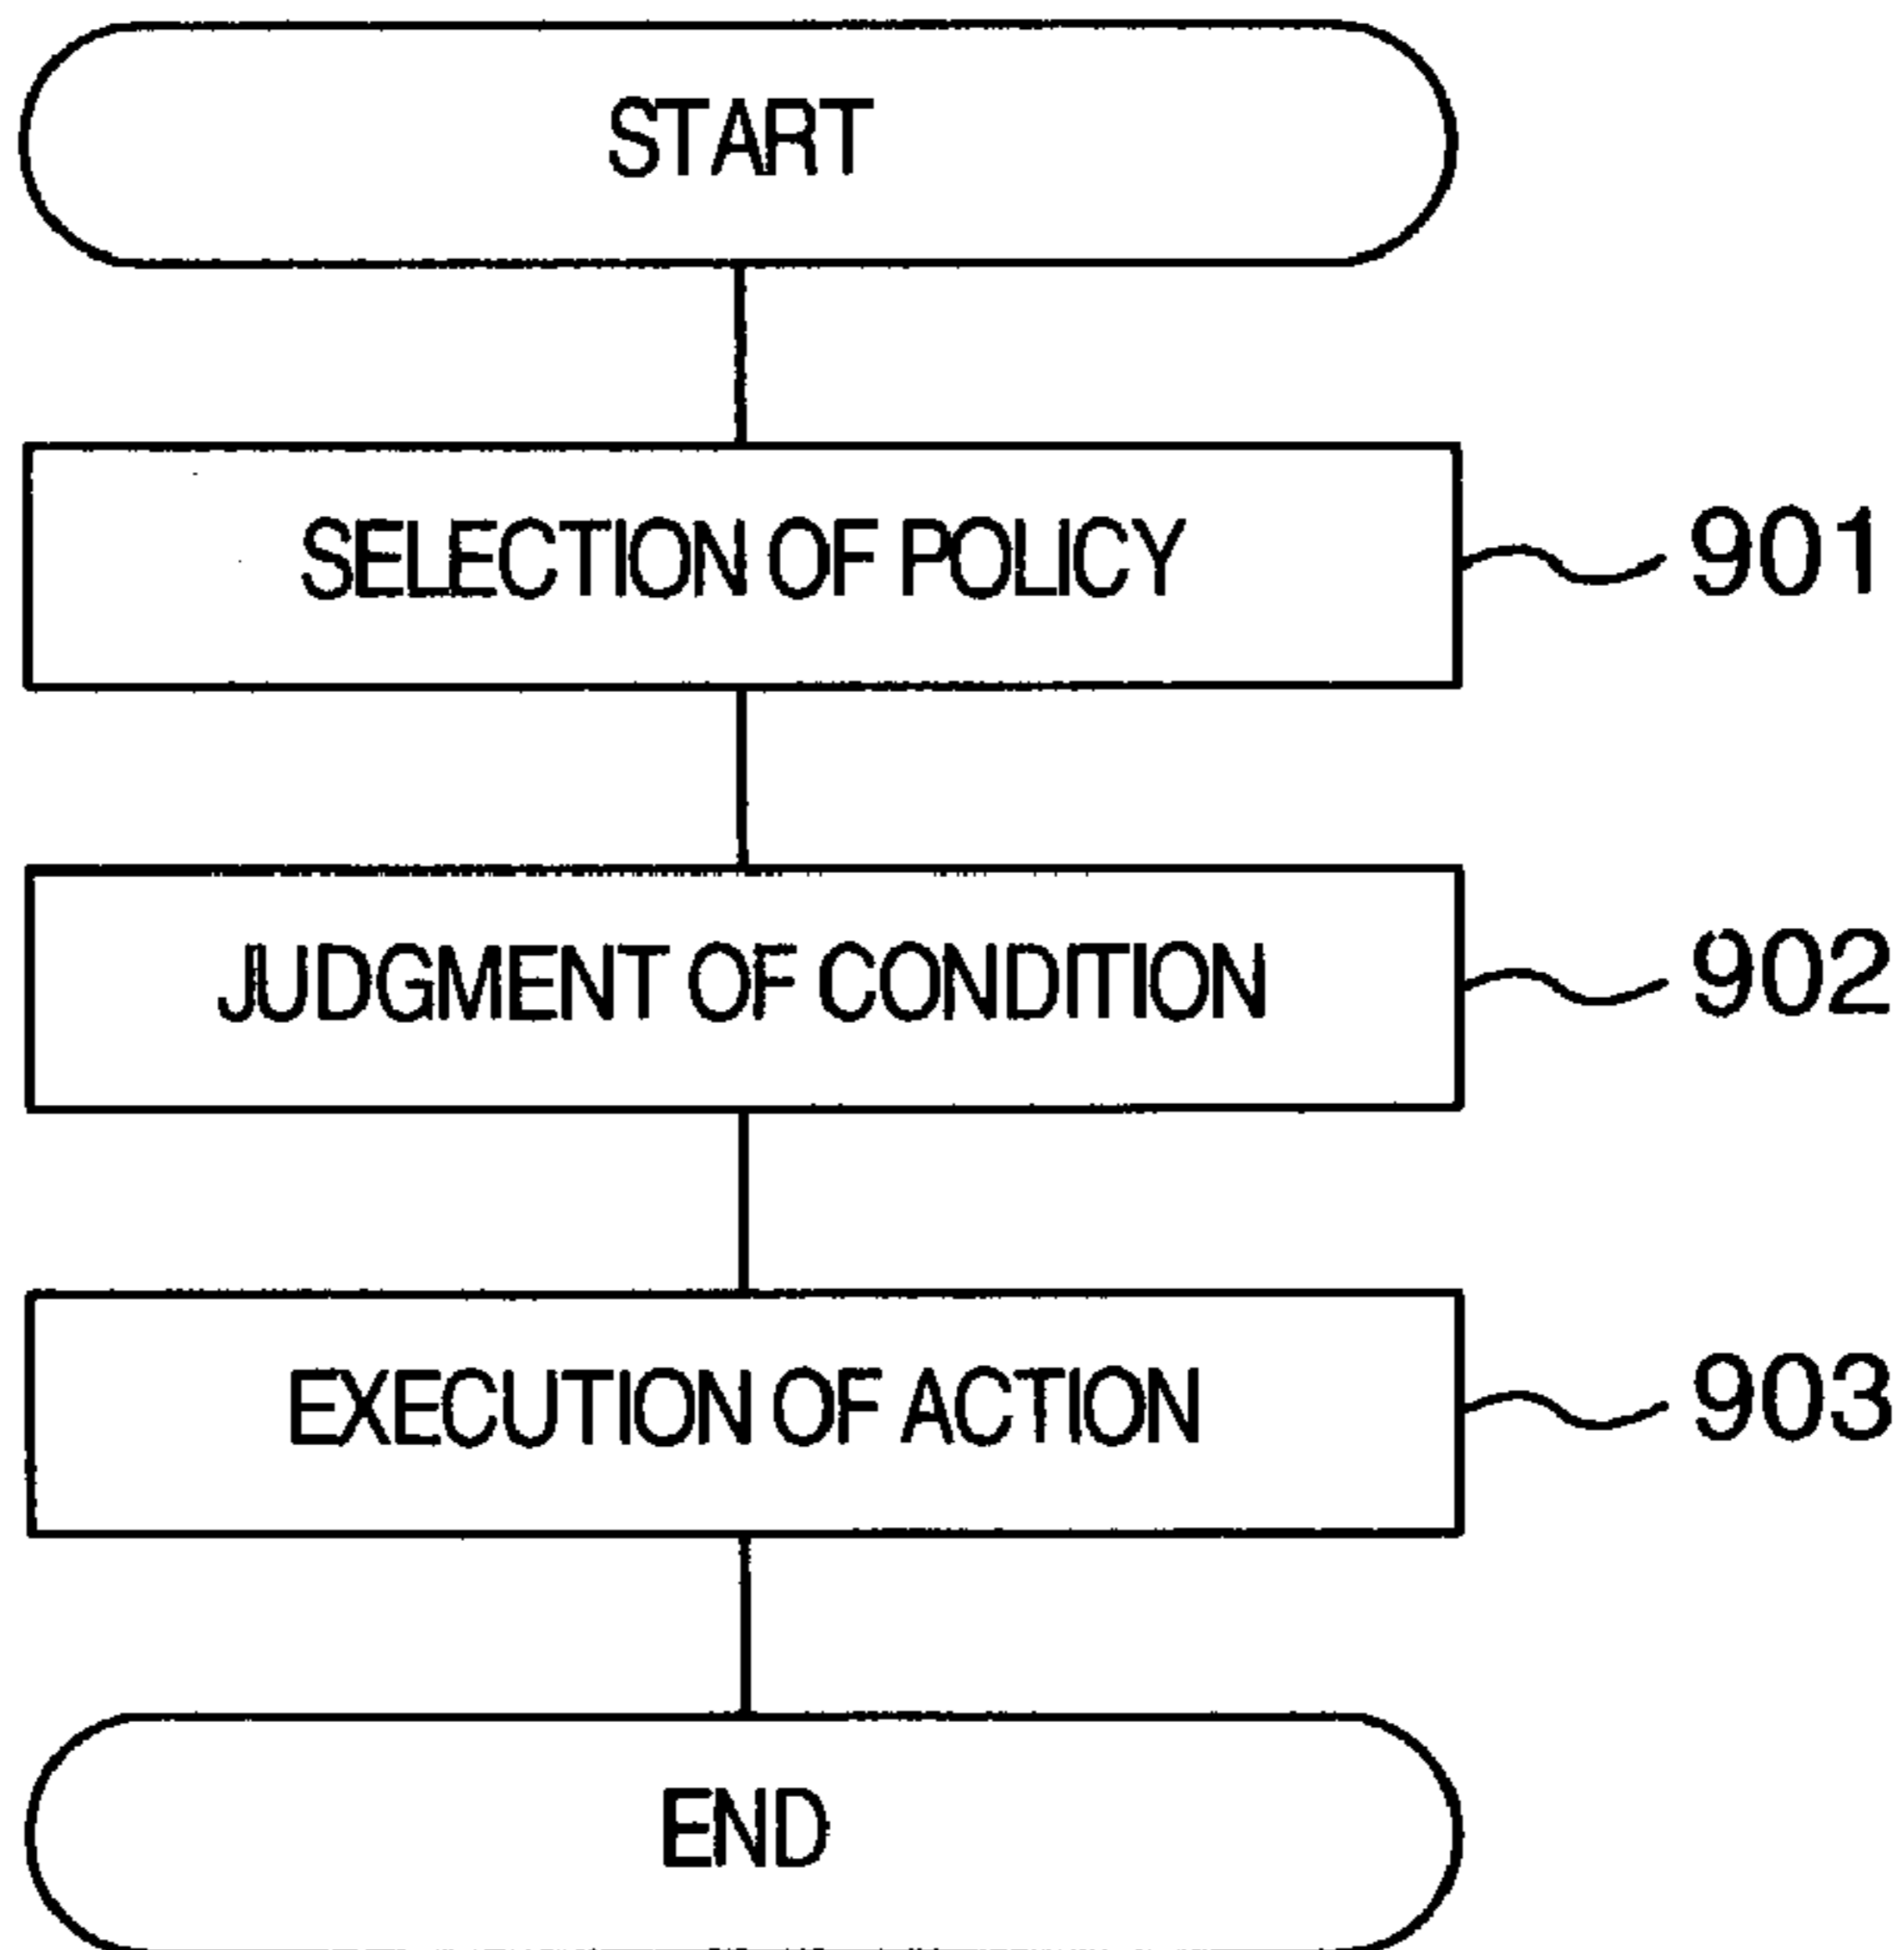 START
SELECTION OF POLICY 901
JUDGMENT OF CONDITION 902
EXECUTION OF ACTION 903
END